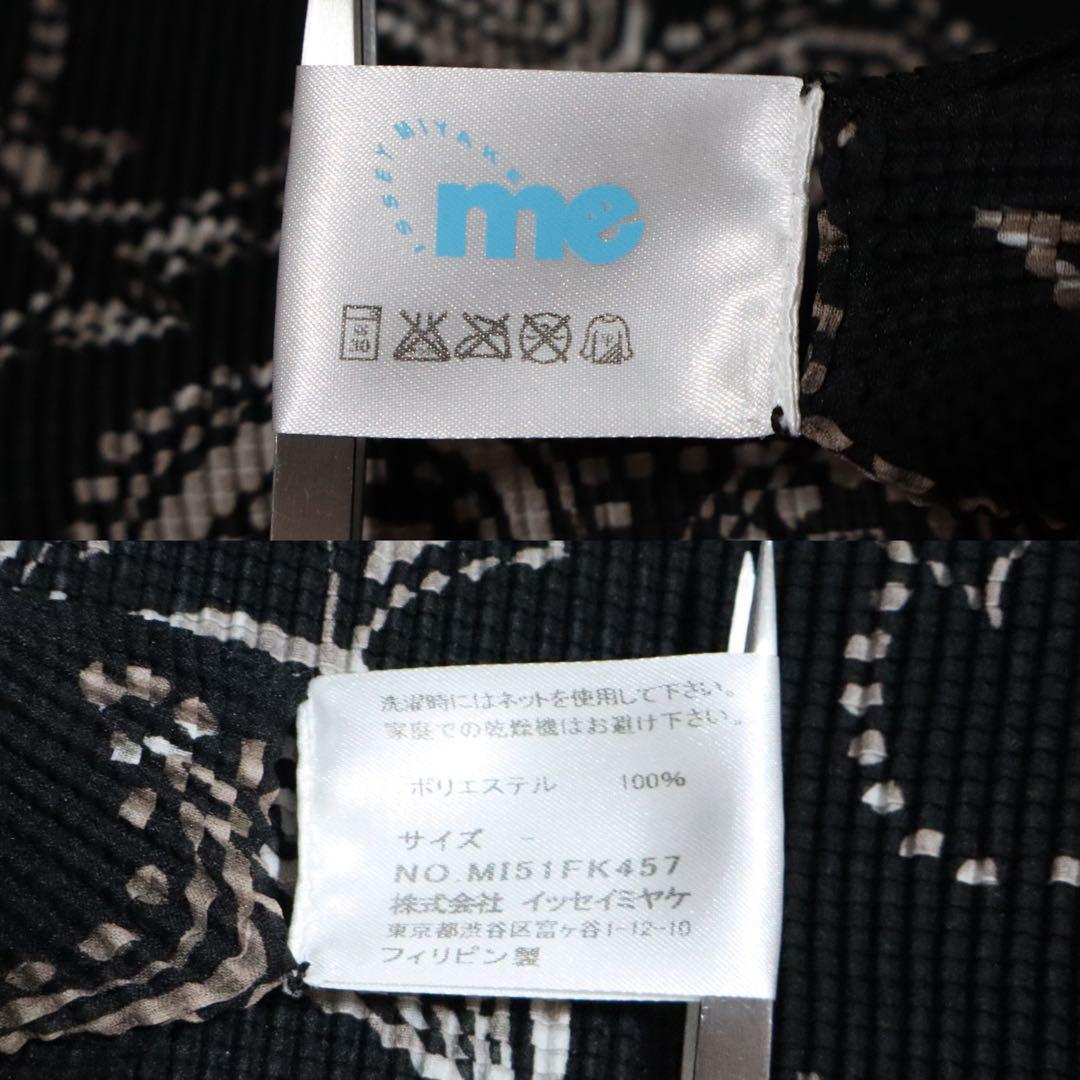 ISSEY MIYAKE
me
洗濯時にはネットを使用して下さい。
家庭での乾燥機はお避け下さい。
ポリエステル 100%
サイズ -
NO.MI51FK457
株式会社 イッセイミヤケ
東京都渋谷区富ヶ谷1-12-10
フィリピン製